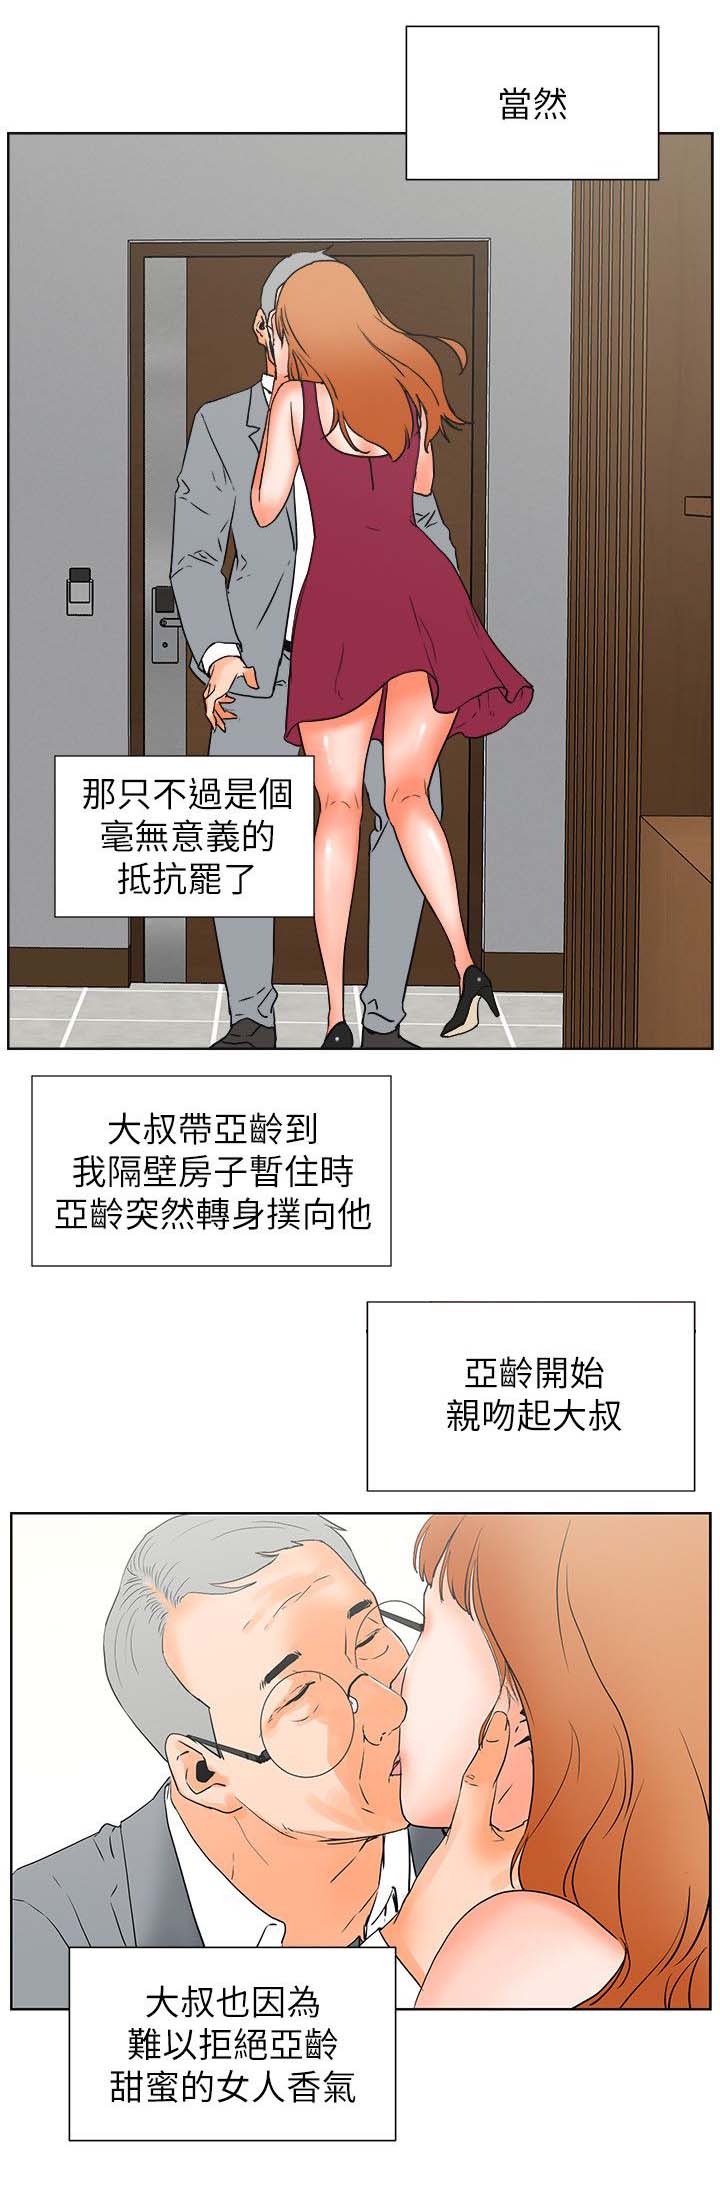 當然
那只不過是個
毫無意義的
抵抗罷了
大叔帶亞齡到
我隔壁房子暫住時
亞齡突然轉身撲向他
亞齡開始
親吻起大叔
大叔也因為
難以拒絕亞齡
甜蜜的女人香氣